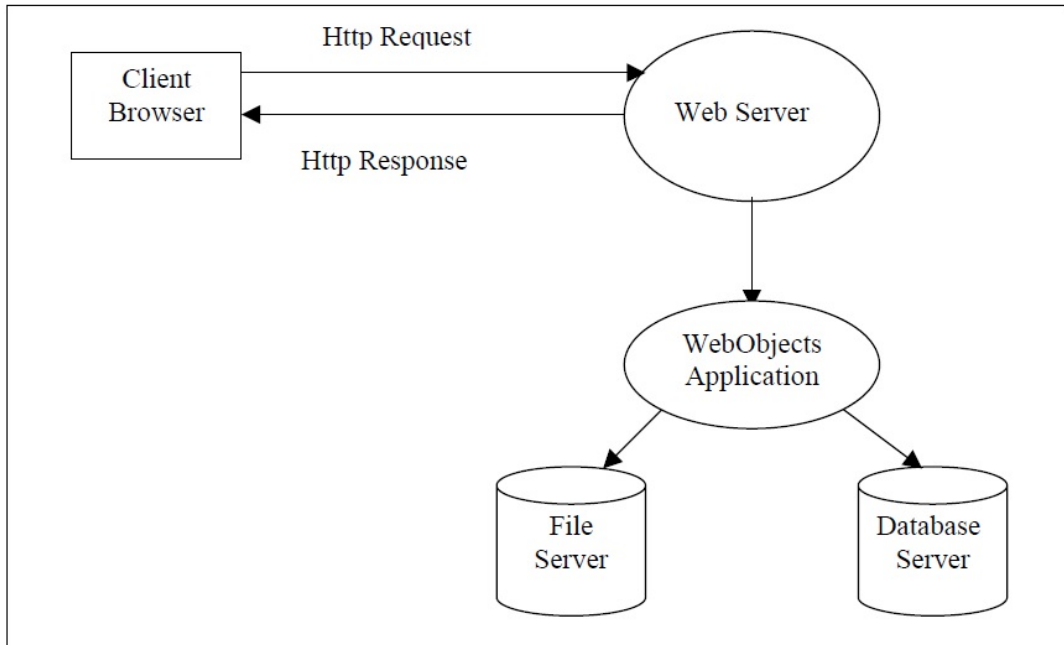 Http Request
Client
Browser
Web Server
Http Response
WebObjects
Application
File
Server
Database
Server